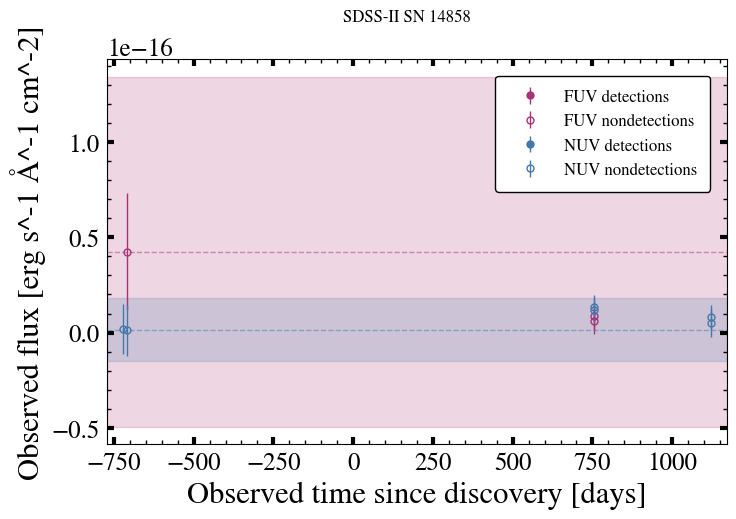 SDSS-II SN 14858
1e−16
Observed flux [erg s^-1 Å^-1 cm^-2]
1.0
0.5
0.0
−0.5
FUV detections
FUV nondetections
NUV detections
NUV nondetections
−750 −500 −250 0 250 500 750 1000
Observed time since discovery [days]